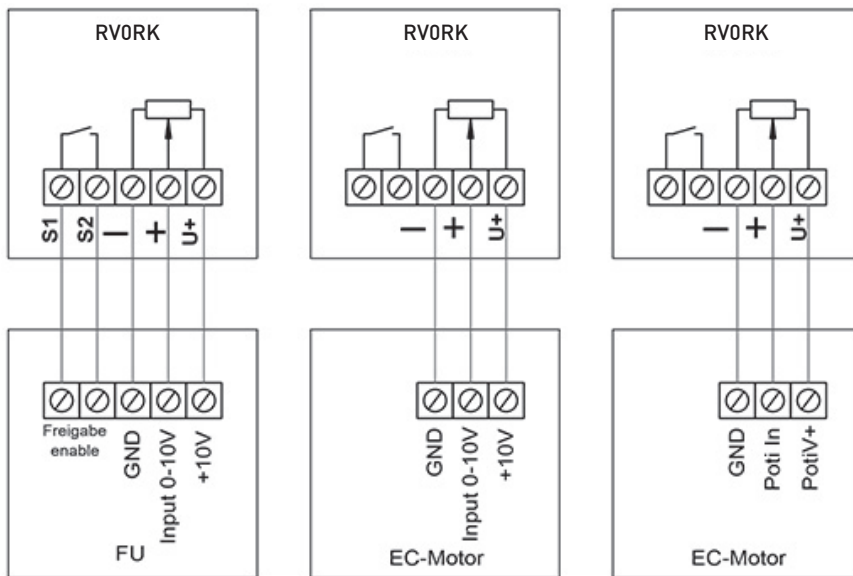 RV0RK
S1
S2
—
+
U+
Freigabe
enable
GND
Input 0-10V
+10V
FU
RV0RK
—
+
U+
GND
Input 0-10V
+10V
EC-Motor
RV0RK
—
+
U+
GND
Poti In
PotiV+
EC-Motor